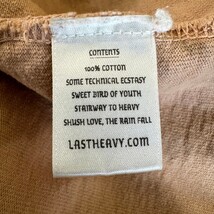 CONTENTS
100% COTTON
SOME TECHNICAL ECSTASY
SWEET BIRD OF YOUTH
STAIRWAY TO HEAVY
SHUSH LOVE, THE RAIN FALL
LASTHEAVY.COM